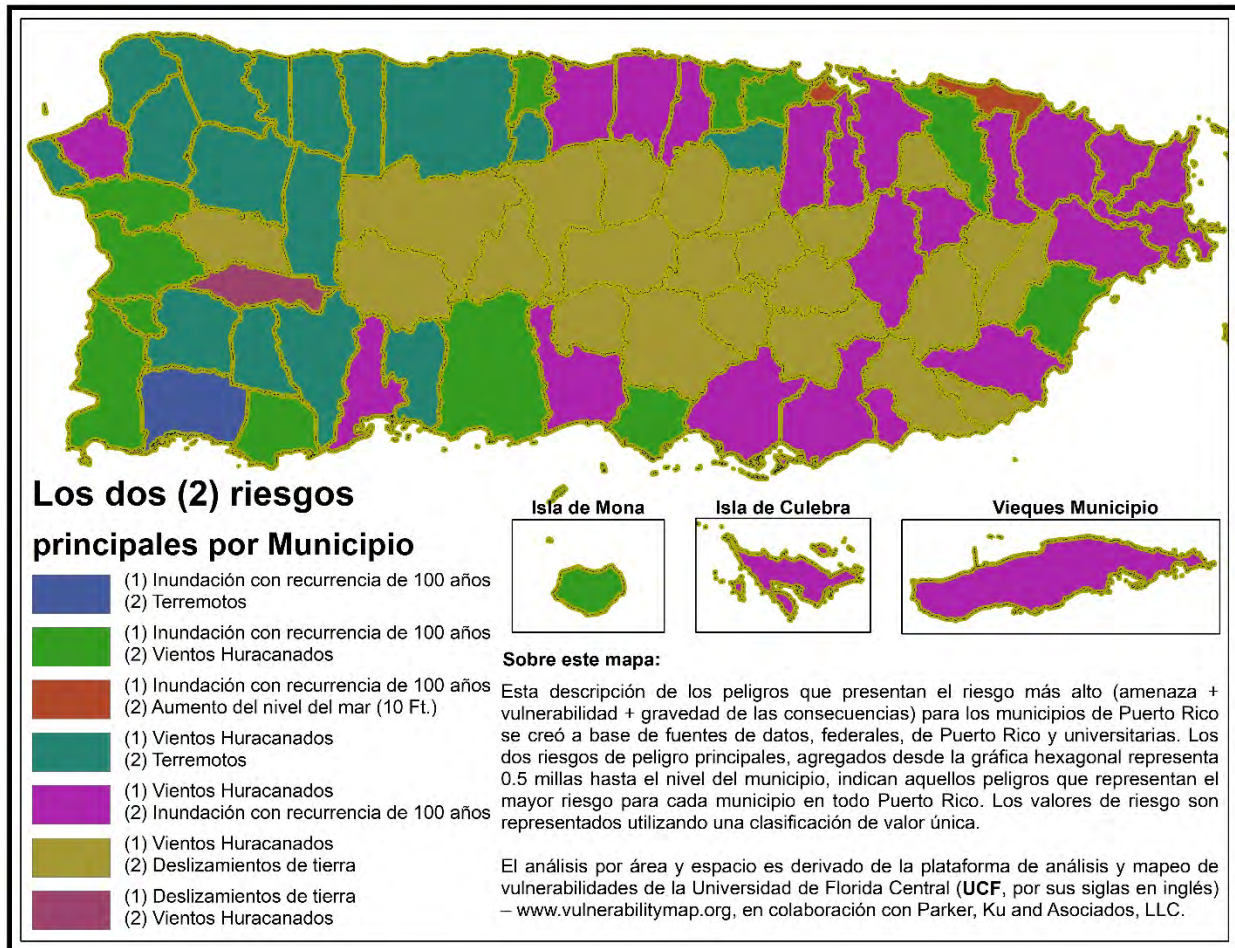 Los dos (2) riesgos
principales por Municipio
(1) Inundación con recurrencia de 100 años
(2) Terremotos
(1) Inundación con recurrencia de 100 años
(2) Vientos Huracanados
(1) Inundación con recurrencia de 100 años
(2) Aumento del nivel del mar (10 Ft.)
(1) Vientos Huracanados
(2) Terremotos
(1) Vientos Huracanados
(2) Inundación con recurrencia de 100 años
(1) Vientos Huracanados
(2) Deslizamientos de tierra
(1) Deslizamientos de tierra
(2) Vientos Huracanados
Isla de Mona
Isla de Culebra
Vieques Municipio
Sobre este mapa:
Esta descripción de los peligros que presentan el riesgo más alto (amenaza +
vulnerabilidad + gravedad de las consecuencias) para los municipios de Puerto Rico
se creó a base de fuentes de datos, federales, de Puerto Rico y universitarias. Los
dos riesgos de peligro principales, agregados desde la gráfica hexagonal representa
0.5 millas hasta el nivel del municipio, indican aquellos peligros que representan el
mayor riesgo para cada municipio en todo Puerto Rico. Los valores de riesgo son
representados utilizando una clasificación de valor única.
El análisis por área y espacio es derivado de la plataforma de análisis y mapeo de
vulnerabilidades de la Universidad de Florida Central (UCF, por sus siglas en inglés)
– www.vulnerabilitymap.org, en colaboración con Parker, Ku and Asociados, LLC.